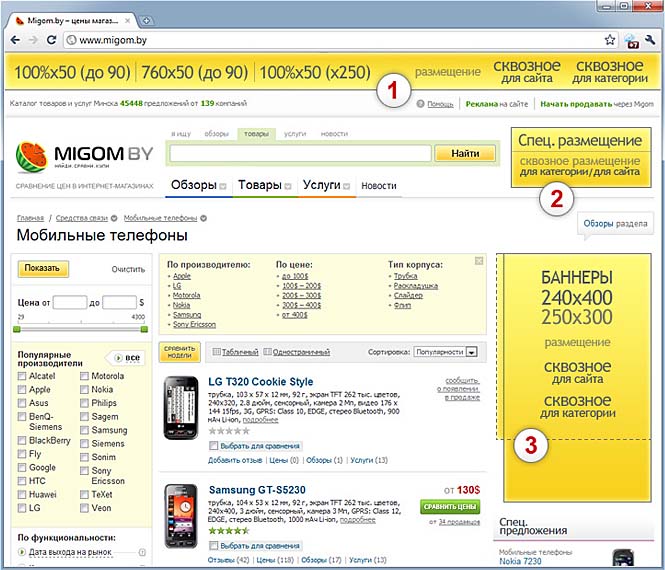 Migom.by – цены магаз...
www.migom.by
100%x50 (до 90) 760x50 (до 90) 100%x50 (x250)
размещение
сквозное для сайта
сквозное для категории
1
Каталог товаров и услуг Минска 45448 предложений от 139 компаний
Помощь
Реклама на сайте
Начать продавать через Migom
MIGOM BY
НАЙДИ. СРАВНИ. КУПИ.
СРАВНЕНИЕ ЦЕН В ИНТЕРНЕТ-МАГАЗИНАХ
я ищу обзоры товары услуги новости
Найти
Обзоры Товары Услуги Новости
Спец. размещение
сквозное размещение
для категории/для сайта
2
Главная / Средства связи / Мобильные телефоны
Мобильные телефоны
Обзоры раздела
Показать Очистить
Цена от до $
29 4300
Популярные производители
все
Alcatel Motorola
Apple Nokia
Asus Philips
BenQ-Siemens Sagem
Samsung
BlackBerry Siemens
Fly Sonim
Google Sony Ericsson
HTC
Huawei TeXet
LG Veon
По функциональности:
Дата выхода на рынок
По производителю:
Apple
LG
Motorola
Nokia
Samsung
Sony Ericsson
По цене:
до 100$
100$ – 200$
200$ – 300$
300$ – 400$
от 400$
Тип корпуса:
Трубка
Раскладушка
Слайдер
Флип
СРАВНИТЬ МОДЕЛИ
Табличный Одностраничный
Сортировка: Популярности
LG T320 Cookie Style
трубка, 103 x 57 x 12 мм, 92 г, экран TFT 262 тыс. цветов,
240x320, 2.8 дюйм, сенсорный, камера 2 Мп, видео 176 x
144 15fps, 3G, GPRS: Class 10, EDGE, стерео Bluetooth, 900
мАч Li-ion, подробнее
сообщить
о появлении
в продаже
Выбрать для сравнения
Добавить отзыв Цены (0) Обзоры (1) Услуги (13)
Samsung GT-S5230
трубка, 104 x 53 x 12 мм, 92 г, экран TFT 262 тыс. цветов,
240x400, 3 дюйм, сенсорный, камера 3 Мп, GPRS: Class 12,
EDGE, стерео Bluetooth, 1000 мАч Li-ion, подробнее
от 130$
СРАВНИТЬ ЦЕНЫ
от 34 продавцов
Выбрать для сравнения
Отзывы (42) Цены (118) Обзоры (17) Услуги (13)
БАННЕРЫ
240x400
250x300
размещение
сквозное
для сайта
сквозное
для категории
3
Спец.
предложения
Мобильные телефоны
Nokia 7230